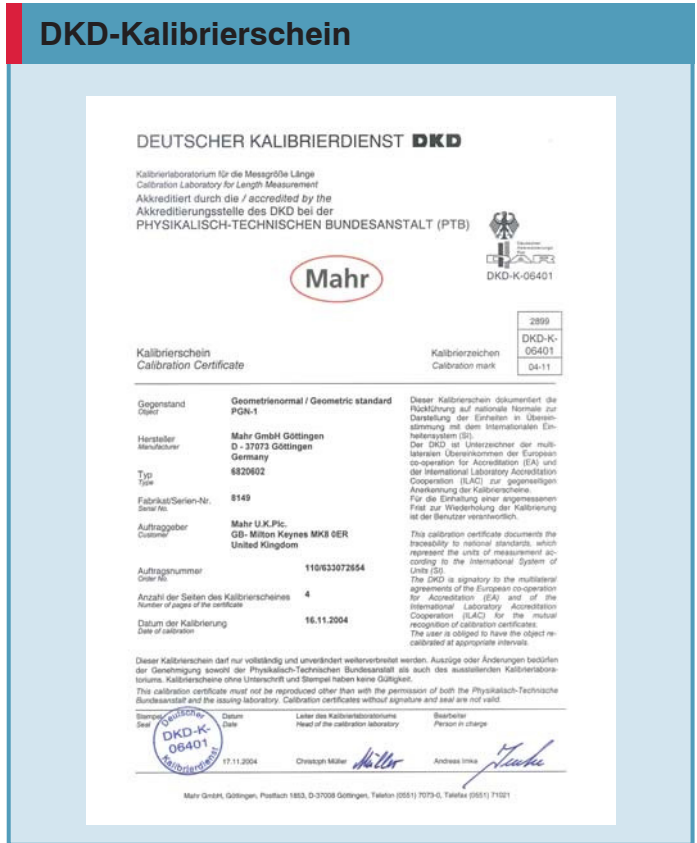 DKD-Kalibrierschein
DEUTSCHER KALIBRIERDIENST DKD
Kalibrierlaboratorium für die Messgröße Länge
Calibration Laboratory for Length Measurement
Akkreditiert durch die / accredited by the
Akkreditierungsstelle des DKD bei der
PHYSIKALISCH-TECHNISCHEN BUNDESANSTALT (PTB)
DAR
DKD-K-06401
Mahr
2899
DKD-K-
06401
04-11
Kalibrierschein
Calibration Certificate
Kalibrierzeichen
Calibration mark
Gegenstand
Object
Geometrienormal / Geometric standard
PGN-1
Hersteller
Manufacturer
Mahr GmbH Göttingen
D - 37073 Göttingen
Germany
Typ
Type
6820602
Fabrikat/Serien-Nr.
Serial No.
8149
Auftraggeber
Customer
Mahr U.K.Plc.
GB- Milton Keynes MK8 0ER
United Kingdom
Auftragsnummer
Order No.
110/633072654
Anzahl der Seiten des Kalibrierscheines
Number of pages of the certificate
4
Datum der Kalibrierung
Date of calibration
16.11.2004
Dieser Kalibrierschein dokumentiert die
Rückführung auf nationale Normale zur
Darstellung der Einheiten in Überein-
stimmung mit dem Internationalen Ein-
heitensystem (SI).
Der DKD ist Unterzeichner der multi-
lateralen Übereinkommen der European
co-operation for Accreditation (EA) und
der International Laboratory Accreditation
Cooperation (ILAC) zur gegenseitigen
Anerkennung der Kalibrierscheine.
Für die Einhaltung einer angemessenen
Frist zur Wiederholung der Kalibrierung
ist der Benutzer verantwortlich.
This calibration certificate documents the
traceability to national standards, which
represent the units of measurement ac-
cording to the International System of
Units (SI).
The DKD is signatory to the multilateral
agreements of the European co-operation
for Accreditation (EA) and of the
International Laboratory Accreditation
Cooperation (ILAC) for the mutual
recognition of calibration certificates.
The user is obliged to have the object re-
calibrated at appropriate intervals.
Dieser Kalibrierschein darf nur vollständig und unverändert weiterverbreitet werden. Auszüge oder Änderungen bedürfen
der Genehmigung sowohl der Physikalisch-Technischen Bundesanstalt als auch des ausstellenden Kalibrierlabora-
toriums. Kalibrierscheine ohne Unterschrift und Stempel haben keine Gültigkeit.
This calibration certificate must not be reproduced other than with the permission of both the Physikalisch-Technische
Bundesanstalt and the issuing laboratory. Calibration certificates without signature and seal are not valid.
Stempel
Seal
Deutscher
DKD-K-
06401
Kalibrierdienst
Datum
Date
17.11.2004
Leiter des Kalibrierlaboratoriums
Head of the calibration laboratory
Christoph Müller
Müller
Bearbeiter
Person in charge
Andreas Imke
Mahr GmbH, Göttingen, Postfach 1853, D-37008 Göttingen, Telefon (0551) 7073-0, Telefax (0551) 71021